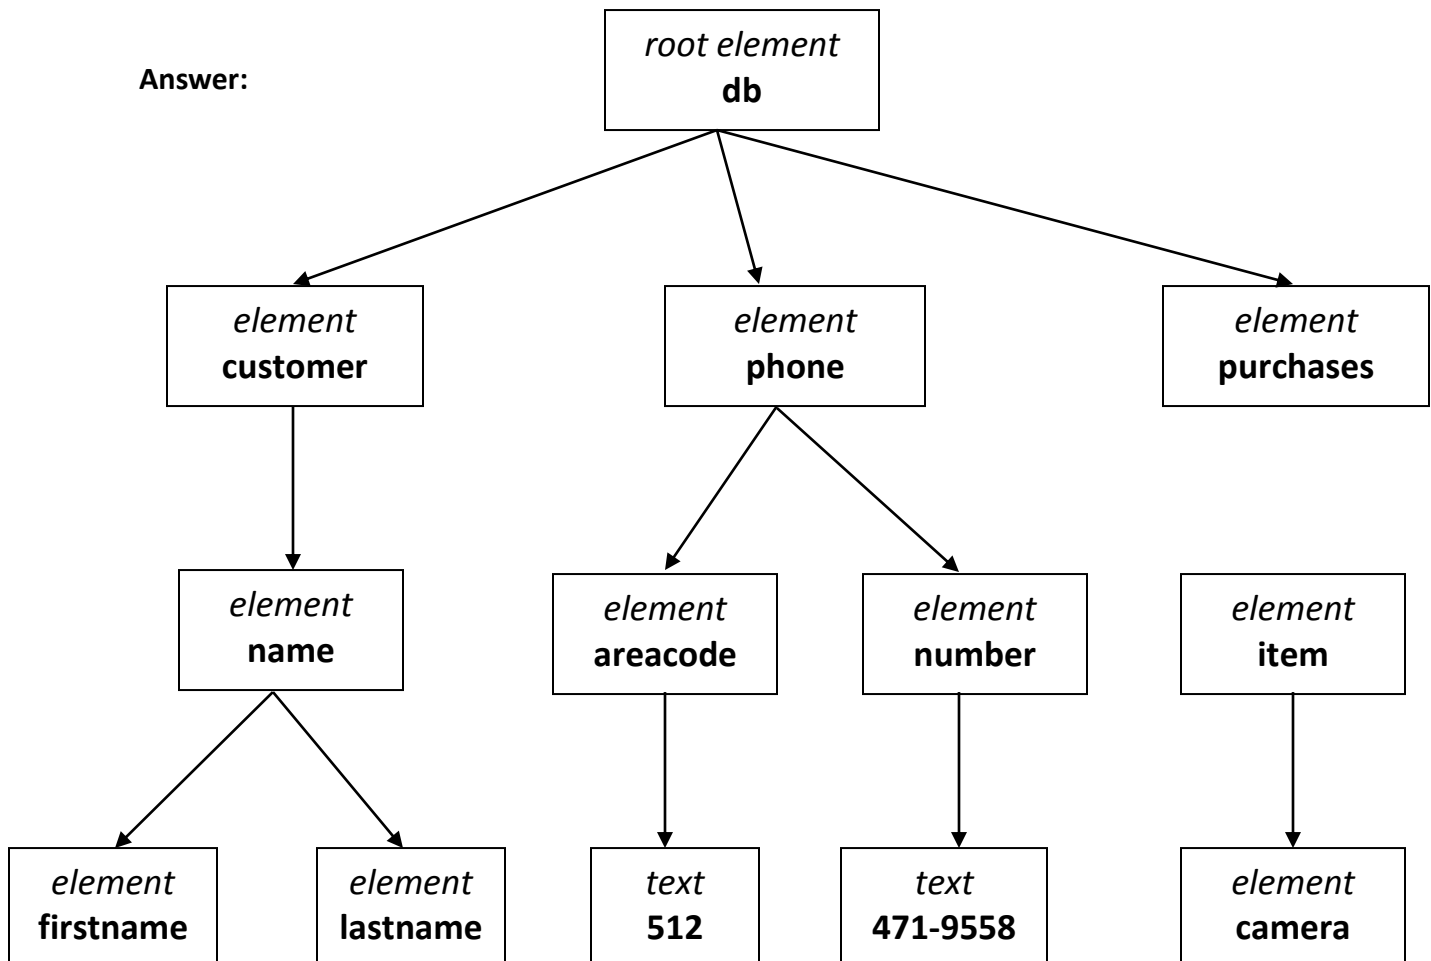 Answer:
root element
db
element
customer
element
phone
element
purchases
element
name
element
areacode
element
number
element
item
element
firstname
element
lastname
text
512
text
471-9558
element
camera